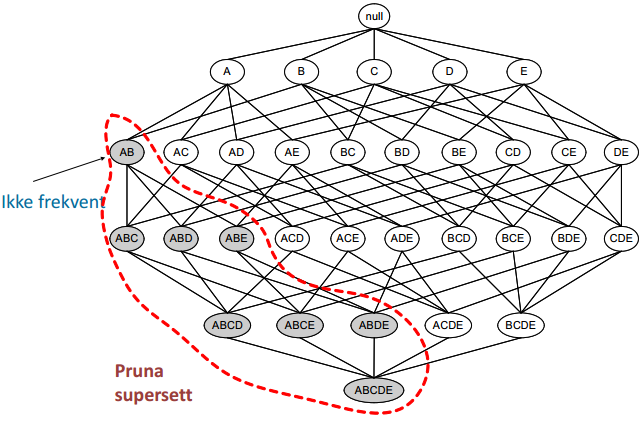 null
A B C D E
AB AC AD AE BC BD BE CD CE DE
Ikke frekvent
ABC ABD ABE ACD ACE ADE BCD BCE BDE CDE
ABCD ABCE ABDE ACDE BCDE
Pruna
supersett
ABCDE